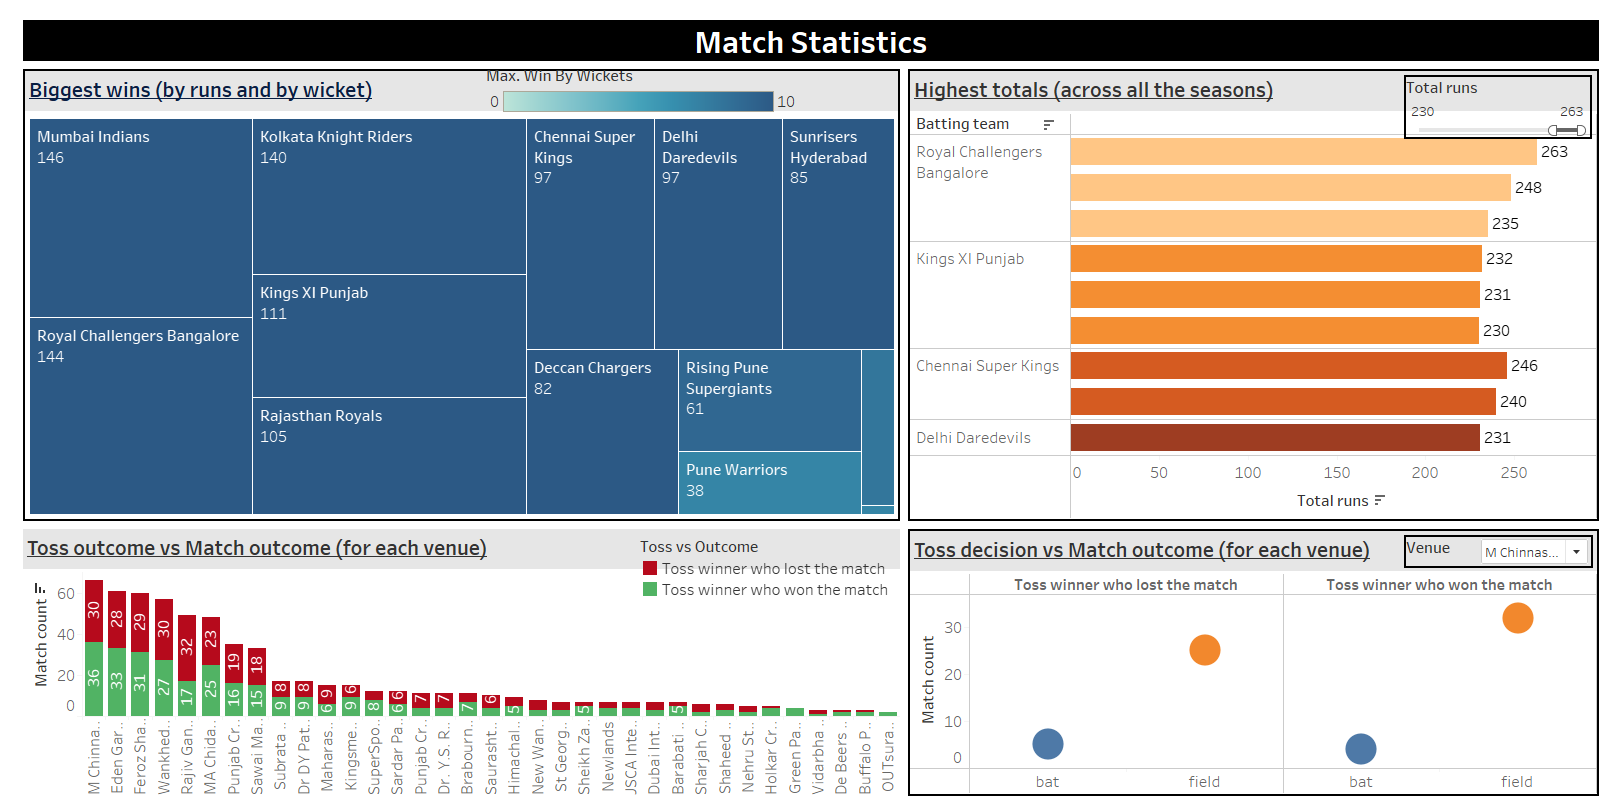 Match Statistics
Biggest wins (by runs and by wicket)
Max. Win By Wickets
0
10
Mumbai Indians
146
Kolkata Knight Riders
140
Chennai Super
Kings
97
Delhi
Daredevils
97
Sunrisers
Hyderabad
85
Royal Challengers Bangalore
144
Kings XI Punjab
111
Rajasthan Royals
105
Deccan Chargers
82
Rising Pune
Supergiants
61
Pune Warriors
38
Highest totals (across all the seasons)
Total runs
230 263
Batting team
Royal Challengers
Bangalore
263
248
235
Kings XI Punjab
232
231
230
Chennai Super Kings
246
240
Delhi Daredevils
231
0 50 100 150 200 250
Total runs
Toss outcome vs Match outcome (for each venue)
Toss vs Outcome
Toss winner who lost the match
Toss winner who won the match
Match count
60
40
20
0
30 28 29 30 32 23 19 18 8 8 9 6 6 7 7 6
36 33 31 27 17 25 16 15 9 9 6 9 8 6 7 5 5 5
M Chinna..
Eden Gar..
Feroz Sha..
Wankhed..
Rajiv Gan..
MA Chida..
Punjab Cr..
Sawai Ma..
Subrata ..
Dr DY Pat..
Maharas..
Kingsme..
SuperSpo..
Sardar Pa..
Punjab Cr..
Dr. Y.S. R..
Brabourn..
Saurasht..
Himachal ..
New Wan..
St Georg..
Sheikh Za..
Newlands
JSCA Inte..
Dubai Int..
Barabati ..
Sharjah C..
Shaheed ..
Nehru St..
Holkar Cr..
Green Pa..
Vidarbha ..
De Beers ..
Buffalo P..
OUTsura..
Toss decision vs Match outcome (for each venue)
Venue
M Chinnas...
Toss winner who lost the match
Toss winner who won the match
Match count
30
20
10
0
bat field bat field